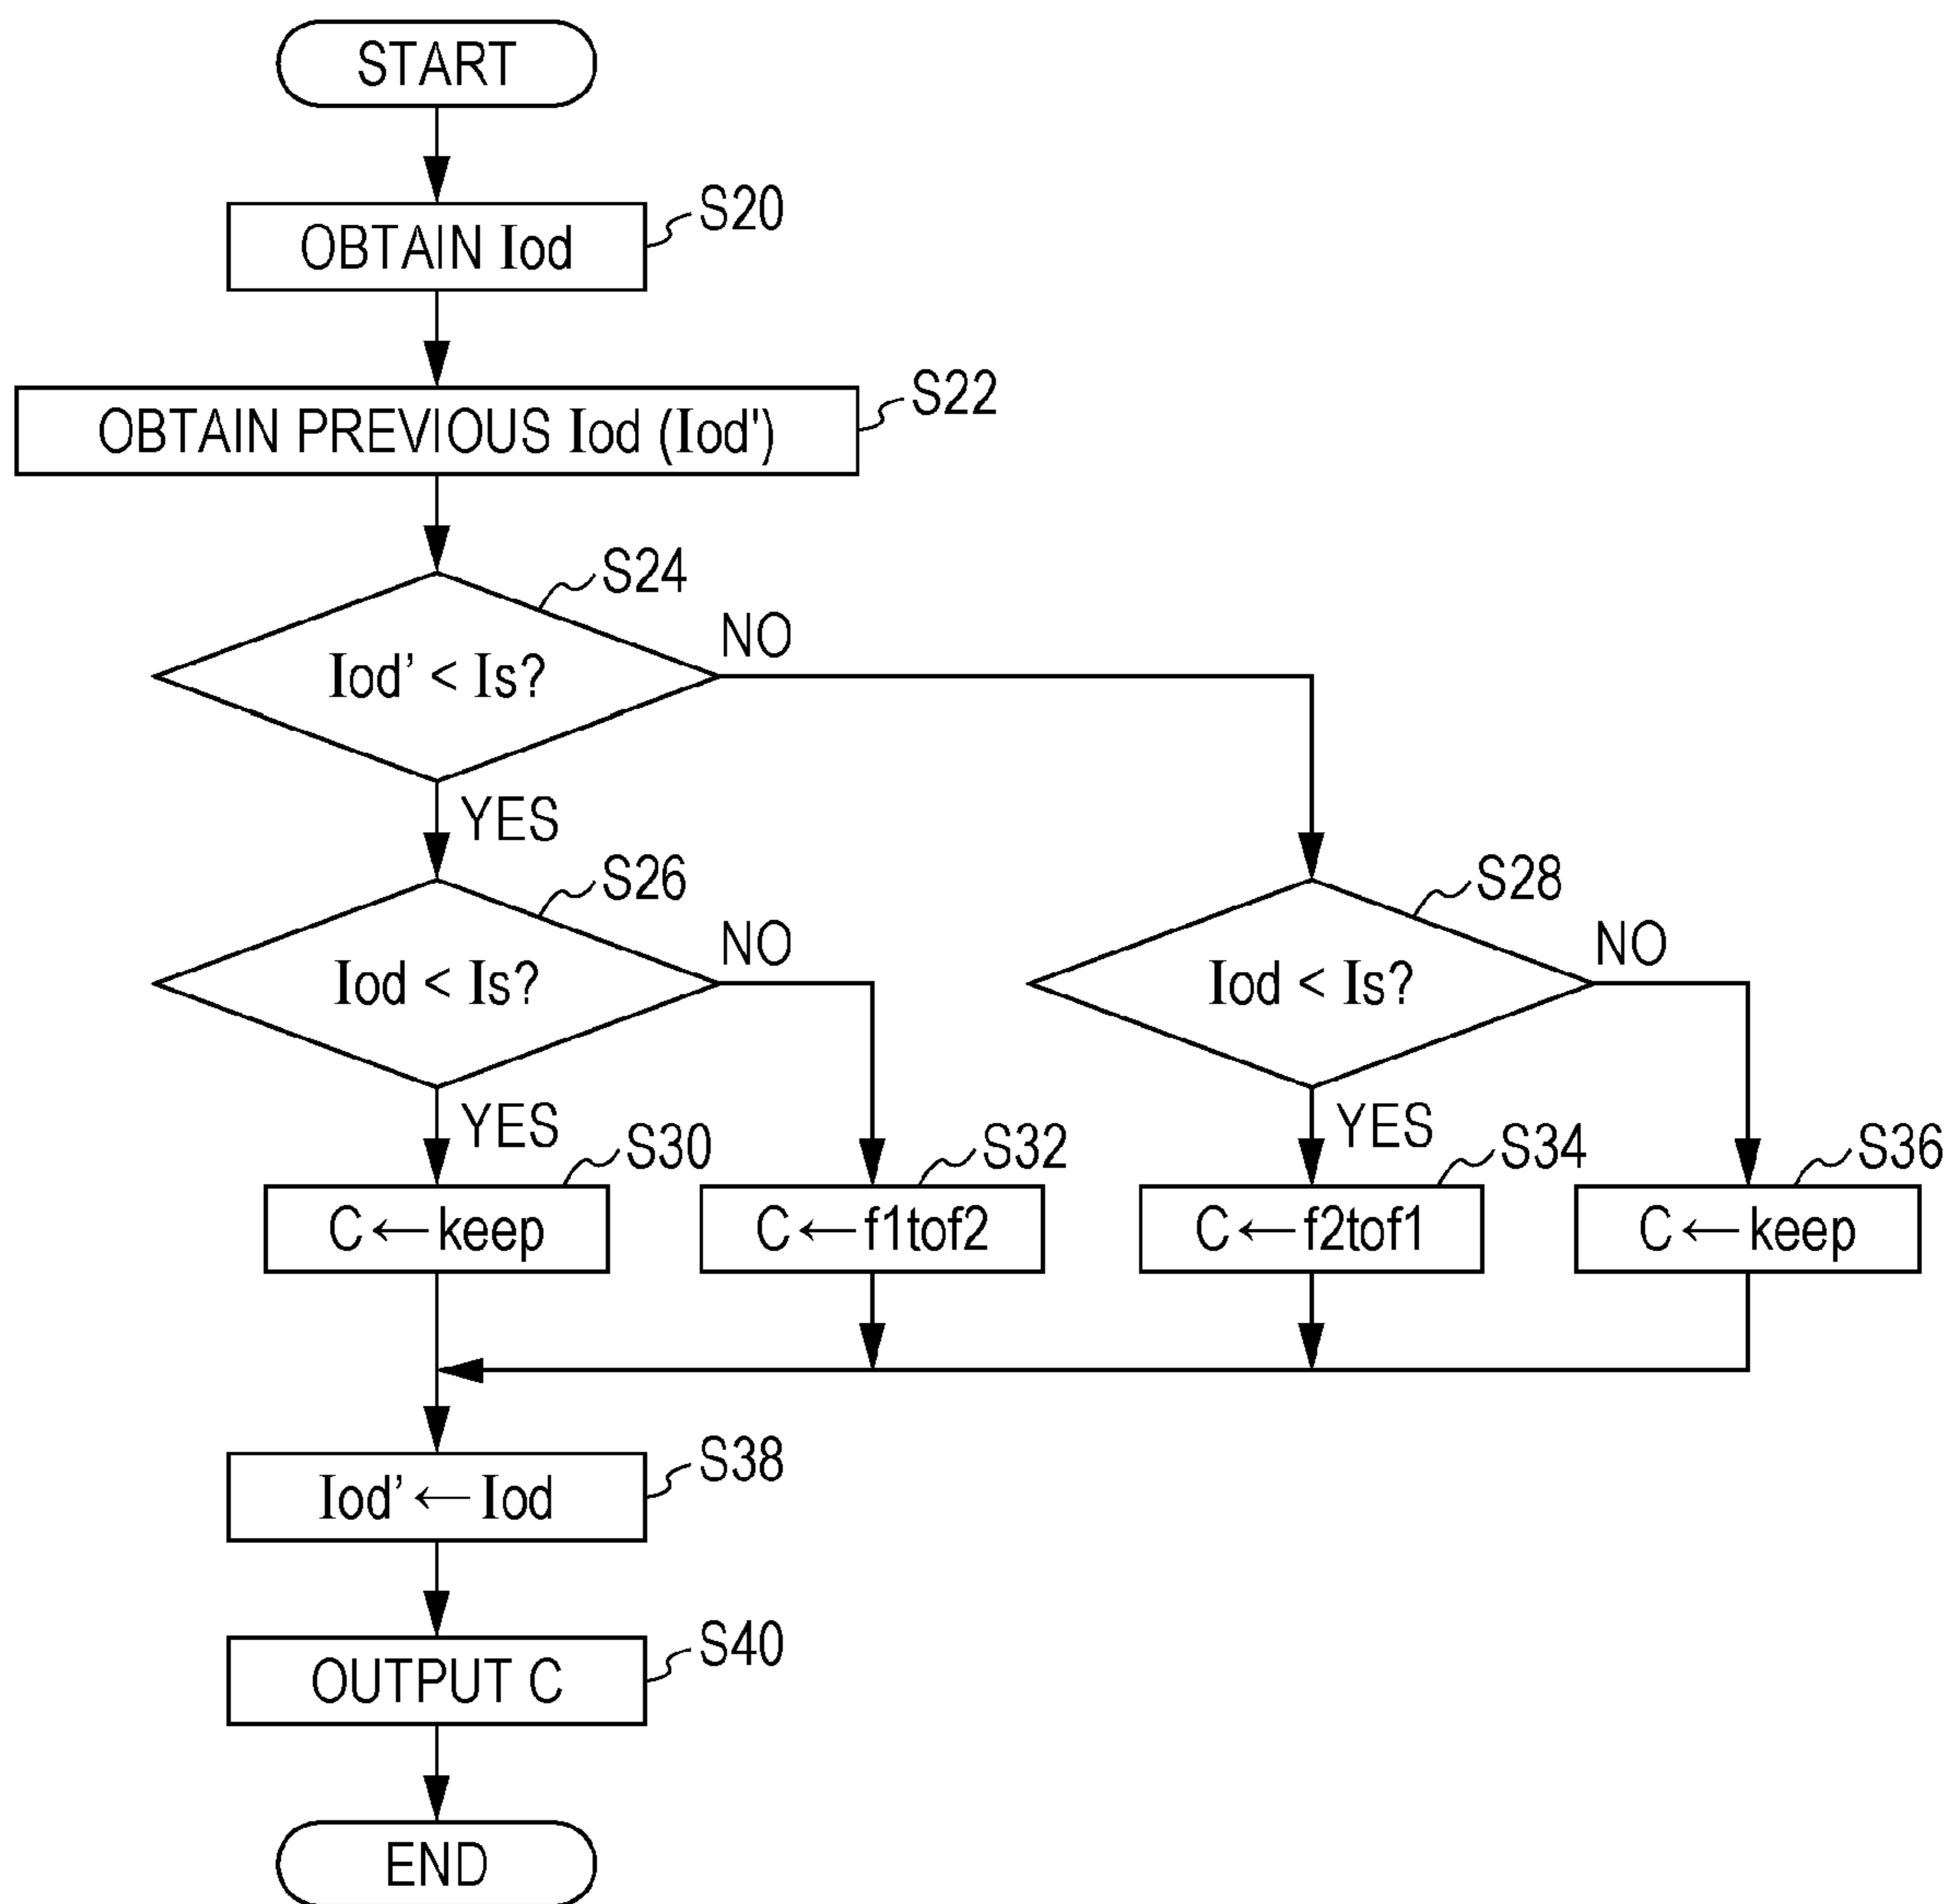 START
S20
OBTAIN Iod
S22
OBTAIN PREVIOUS Iod (Iod')
S24
Iod’ < Is?
NO
YES
S26
Iod < Is?
NO
S28
Iod < Is?
NO
YES
S30
C ← keep
S32
C ← f1tof2
YES
S34
C ← f2tof1
S36
C ← keep
S38
Iod’ ← Iod
S40
OUTPUT C
END